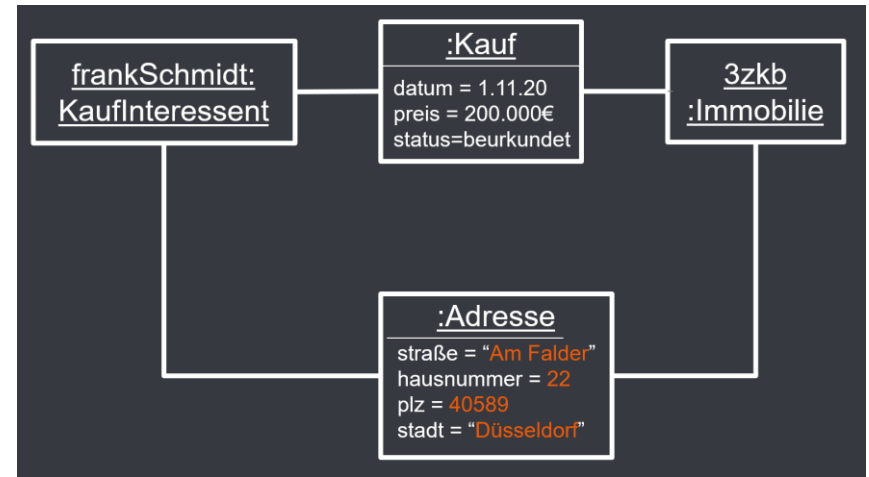 frankSchmidt:
KaufInteressent
:Kauf
datum = 1.11.20
preis = 200.000€
status=beurkundet
3zkb
:Immobilie
:Adresse
straße = “Am Falder”
hausnummer = 22
plz = 40589
stadt = “Düsseldorf”